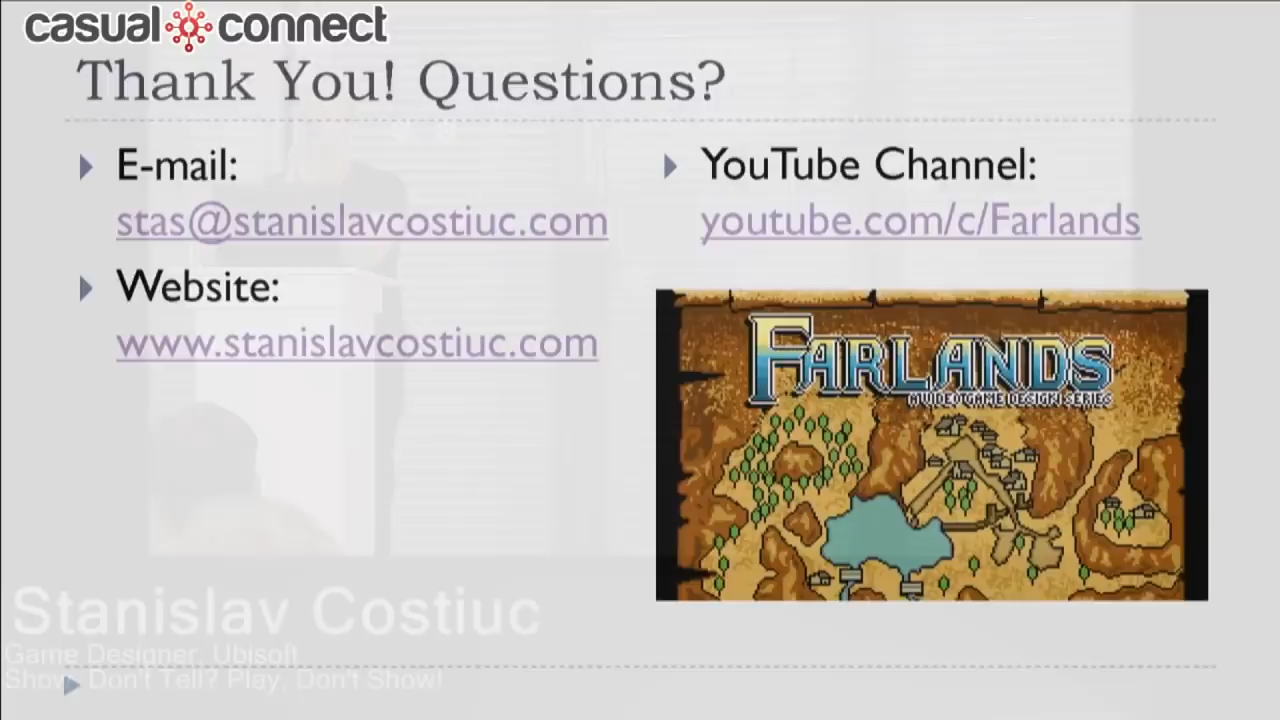 casual connect
Thank You! Questions?
E-mail:
stas@stanislavcostiuc.com
Website:
www.stanislavcostiuc.com
YouTube Channel:
youtube.com/c/Farlands
FARLANDS
A VIDEO GAME DESIGN SERIES
Stanislav Costiuc
Game Designer, Ubisoft
Show, Don't Tell? Play, Don't Show!